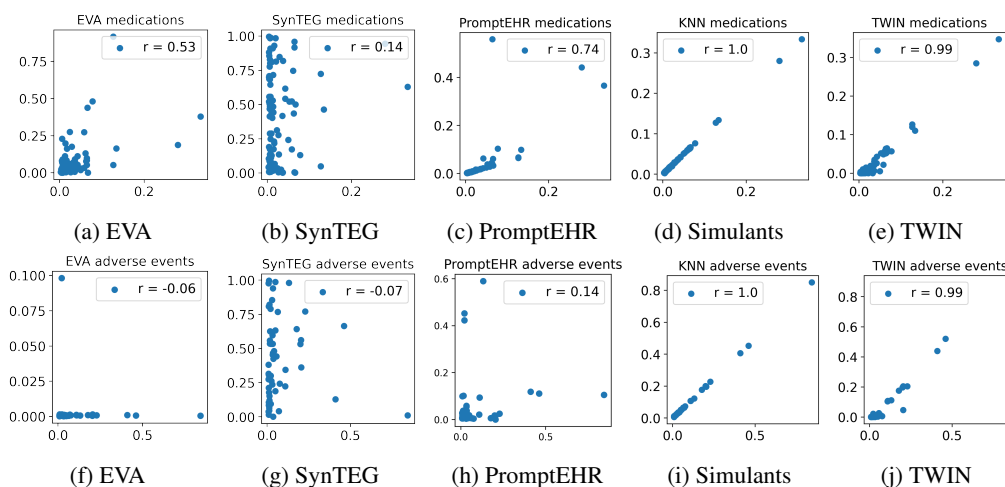 EVA medications
r = 0.53
0.75
0.50
0.25
0.00
0.0 0.2
(a) EVA
SynTEG medications
r = 0.14
1.00
0.75
0.50
0.25
0.00
0.0 0.2
(b) SynTEG
PromptEHR medications
r = 0.74
0.4
0.2
0.0
0.0 0.2
(c) PromptEHR
KNN medications
r = 1.0
0.3
0.2
0.1
0.0
0.0 0.2
(d) Simulants
TWIN medications
r = 0.99
0.3
0.2
0.1
0.0
0.0 0.2
(e) TWIN
EVA adverse events
r = -0.06
0.100
0.075
0.050
0.025
0.000
0.0 0.5
(f) EVA
SynTEG adverse events
r = -0.07
1.00
0.75
0.50
0.25
0.00
0.0 0.5
(g) SynTEG
PromptEHR adverse events
r = 0.14
0.6
0.4
0.2
0.0
0.0 0.5
(h) PromptEHR
KNN adverse events
r = 1.0
0.8
0.6
0.4
0.2
0.0
0.0 0.5
(i) Simulants
TWIN adverse events
r = 0.99
0.8
0.6
0.4
0.2
0.0
0.0 0.5
(j) TWIN